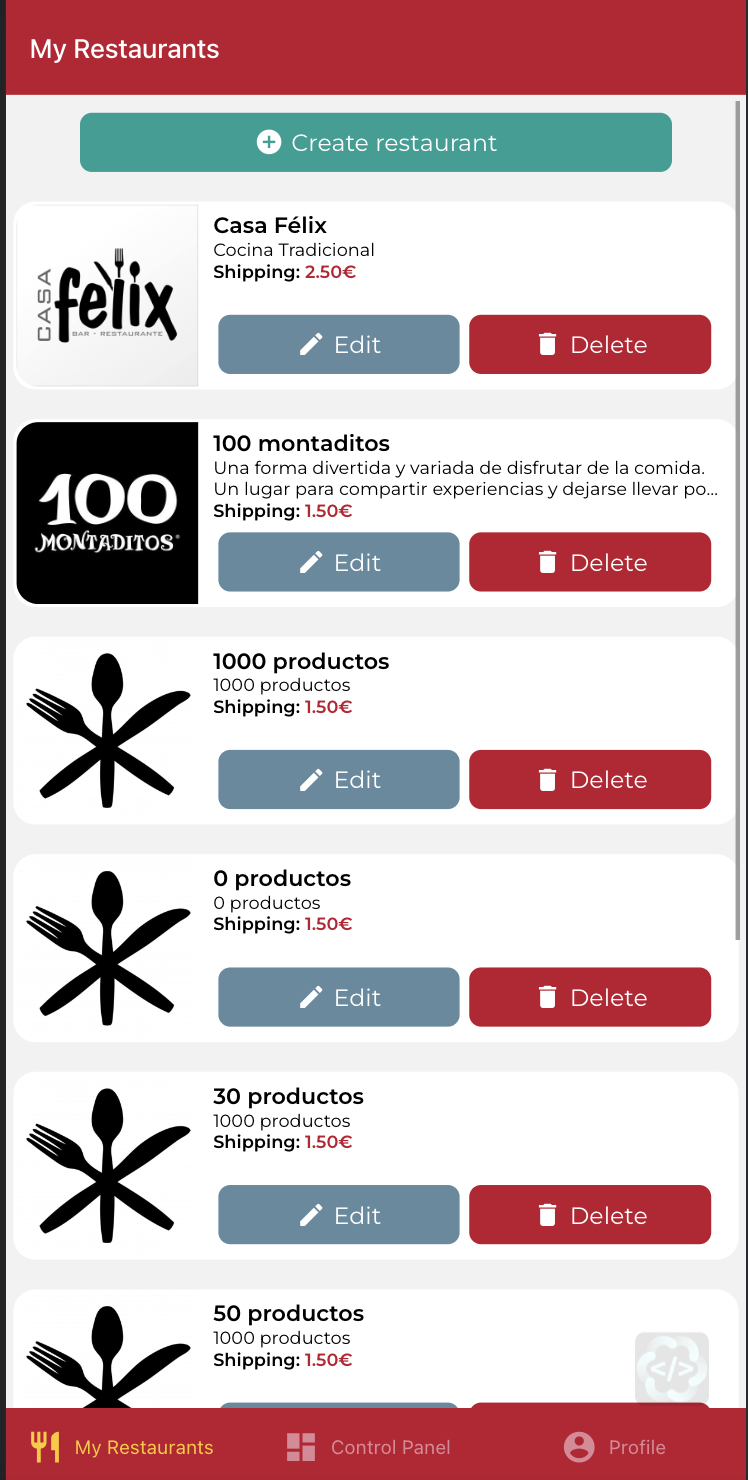 My Restaurants
Create restaurant
CASA
felix
BAR - RESTAURANTE
Casa Félix
Cocina Tradicional
Shipping: 2.50€
Edit
Delete
100
MONTADITOS
100 montaditos
Una forma divertida y variada de disfrutar de la comida.
Un lugar para compartir experiencias y dejarse llevar po...
Shipping: 1.50€
Edit
Delete
1000 productos
1000 productos
Shipping: 1.50€
Edit
Delete
0 productos
0 productos
Shipping: 1.50€
Edit
Delete
30 productos
1000 productos
Shipping: 1.50€
Edit
Delete
50 productos
1000 productos
Shipping: 1.50€
</>
My Restaurants
Control Panel
Profile